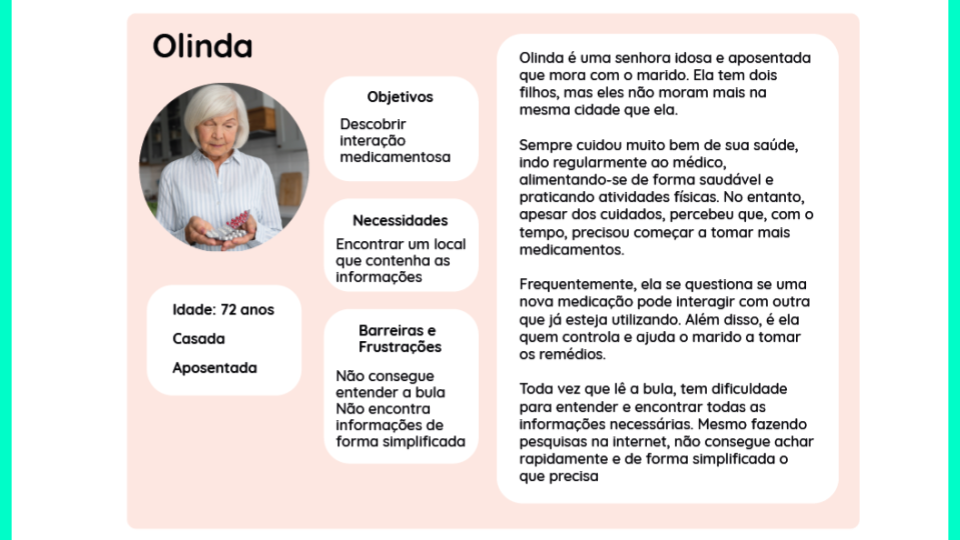 Olinda
Objetivos
Descobrir
interação
medicamentosa
Necessidades
Encontrar um local
que contenha as
informações
Idade: 72 anos
Casada
Aposentada
Barreiras e
Frustrações
Não consegue
entender a bula
Não encontra
informações de
forma simplificada
Olinda é uma senhora idosa e aposentada
que mora com o marido. Ela tem dois
filhos, mas eles não moram mais na
mesma cidade que ela.
Sempre cuidou muito bem de sua saúde,
indo regularmente ao médico,
alimentando-se de forma saudável e
praticando atividades físicas. No entanto,
apesar dos cuidados, percebeu que, com o
tempo, precisou começar a tomar mais
medicamentos.
Frequentemente, ela se questiona se uma
nova medicação pode interagir com outra
que já esteja utilizando. Além disso, é ela
quem controla e ajuda o marido a tomar
os remédios.
Toda vez que lê a bula, tem dificuldade
para entender e encontrar todas as
informações necessárias. Mesmo fazendo
pesquisas na internet, não consegue achar
rapidamente e de forma simplificada o
que precisa